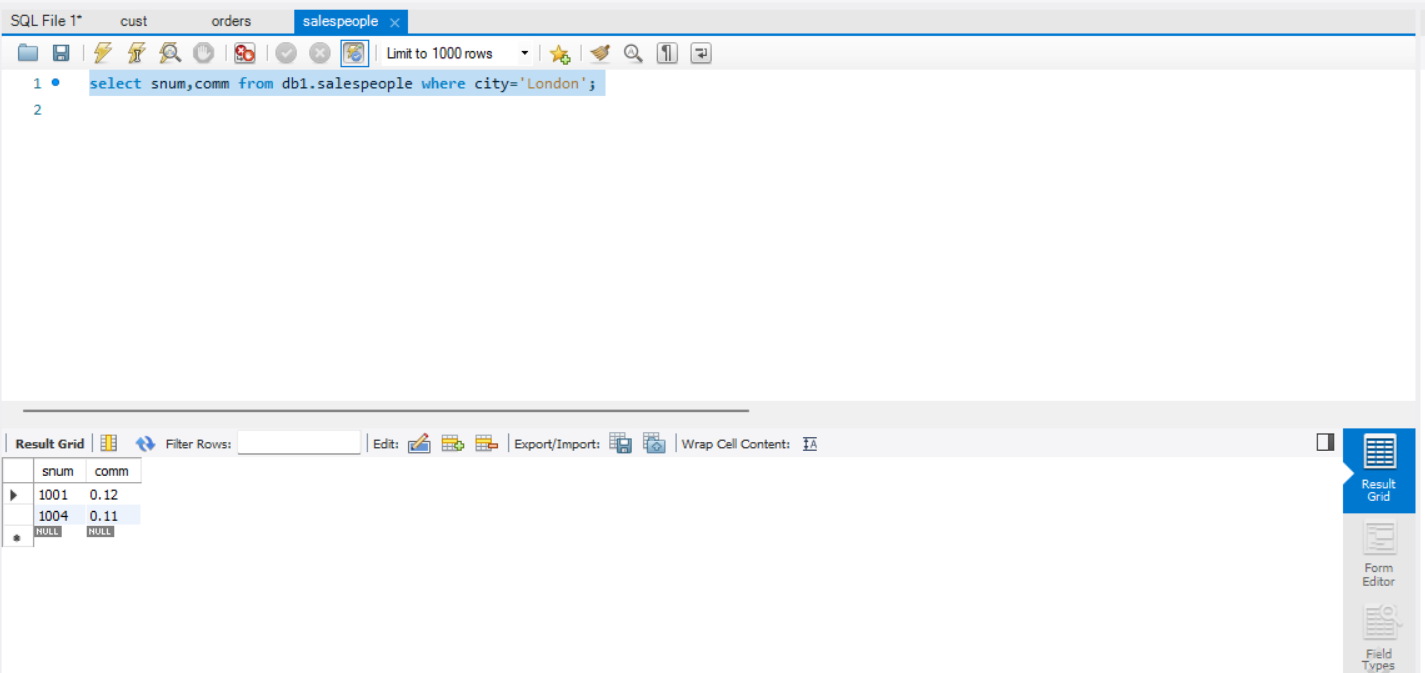 SQL File 1* cust orders salespeople
Limit to 1000 rows
1 select snum,comm from db1.salespeople where city='London';
2
Result Grid Filter Rows: Edit: Export/Import: Wrap Cell Content:
snum comm
1001 0.12
1004 0.11
NULL NULL
Result
Grid
Form
Editor
Field
Types